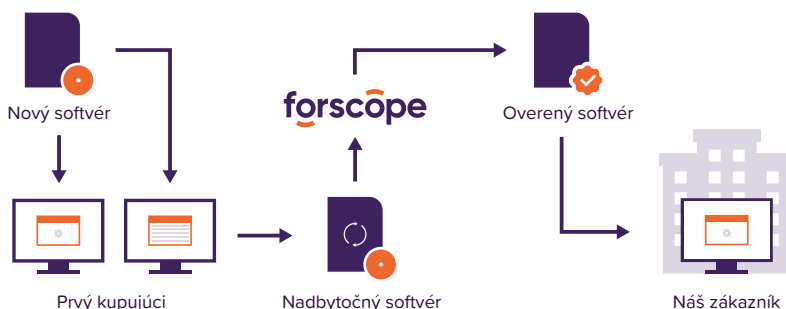 Nový softvér
forscope
Overený softvér
Prvý kupujúci
Nadbytočný softvér
Náš zákazník